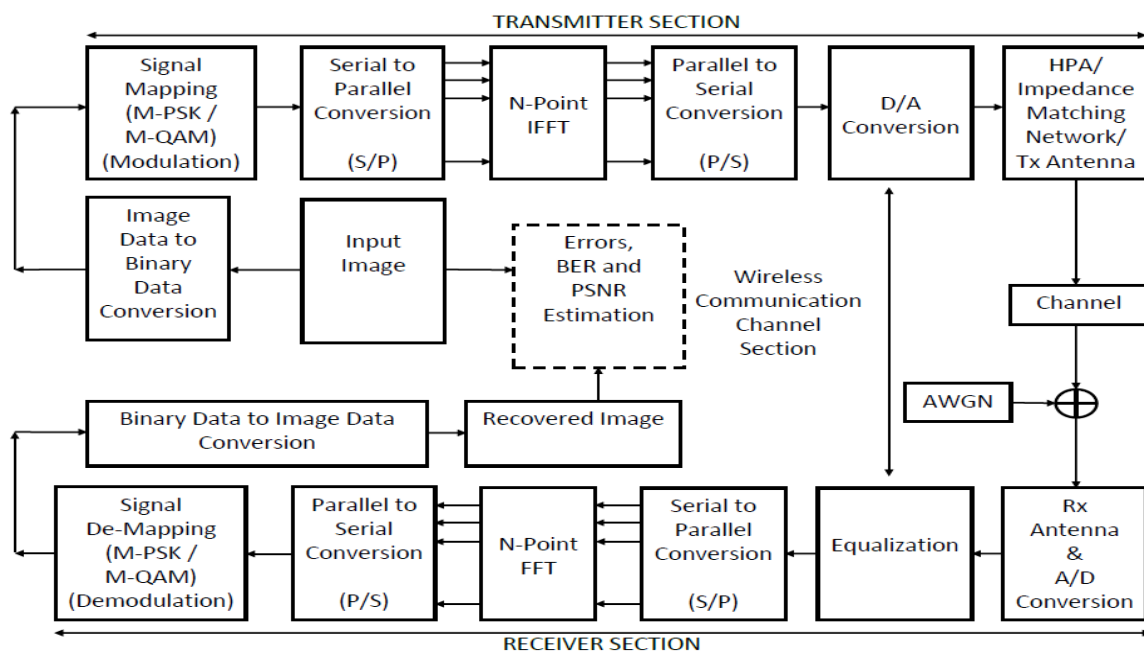 TRANSMITTER SECTION
Signal
Mapping
(M-PSK /
M-QAM)
(Modulation)
Serial to
Parallel
Conversion
(S/P)
N-Point
IFFT
Parallel to
Serial
Conversion
(P/S)
D/A
Conversion
HPA/
Impedance
Matching
Network/
Tx Antenna
Image
Data to
Binary
Data
Conversion
Input
Image
Errors,
BER and
PSNR
Estimation
Wireless
Communication
Channel
Section
Channel
AWGN
Binary Data to Image Data
Conversion
Recovered Image
Signal
De-Mapping
(M-PSK /
M-QAM)
(Demodulation)
Parallel to
Serial
Conversion
(P/S)
N-Point
FFT
Serial to
Parallel
Conversion
(S/P)
Equalization
Rx
Antenna
&
A/D
Conversion
RECEIVER SECTION